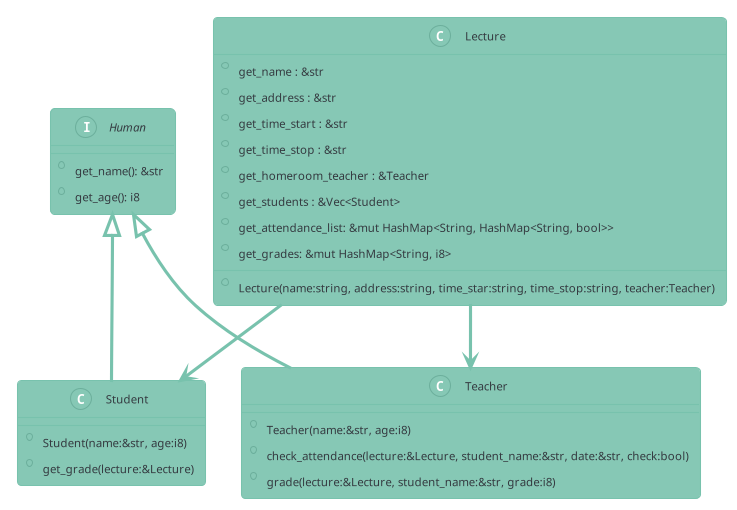 C Lecture
get_name : &str
get_address : &str
get_time_start : &str
get_time_stop : &str
get_homeroom_teacher : &Teacher
get_students : &Vec<Student>
get_attendance_list: &mut HashMap<String, HashMap<String, bool>>
get_grades: &mut HashMap<String, i8>
Lecture(name:string, address:string, time_star:string, time_stop:string, teacher:Teacher)
I Human
get_name(): &str
get_age(): i8
C Student
Student(name:&str, age:i8)
get_grade(lecture:&Lecture)
C Teacher
Teacher(name:&str, age:i8)
check_attendance(lecture:&Lecture, student_name:&str, date:&str, check:bool)
grade(lecture:&Lecture, student_name:&str, grade:i8)